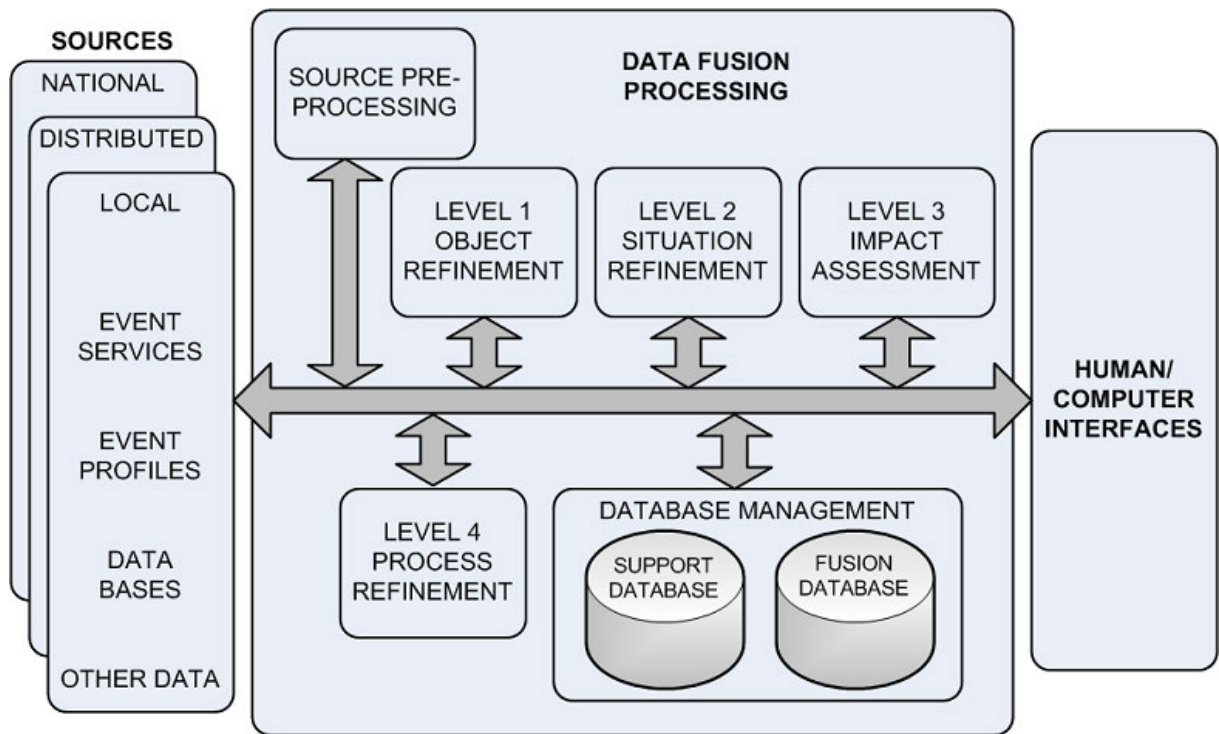 SOURCES
NATIONAL
DISTRIBUTED
LOCAL
EVENT
SERVICES
EVENT
PROFILES
DATA
BASES
OTHER DATA
DATA FUSION
PROCESSING
SOURCE PRE-
PROCESSING
LEVEL 1
OBJECT
REFINEMENT
LEVEL 2
SITUATION
REFINEMENT
LEVEL 3
IMPACT
ASSESSMENT
LEVEL 4
PROCESS
REFINEMENT
DATABASE MANAGEMENT
SUPPORT
DATABASE
FUSION
DATABASE
HUMAN/
COMPUTER
INTERFACES